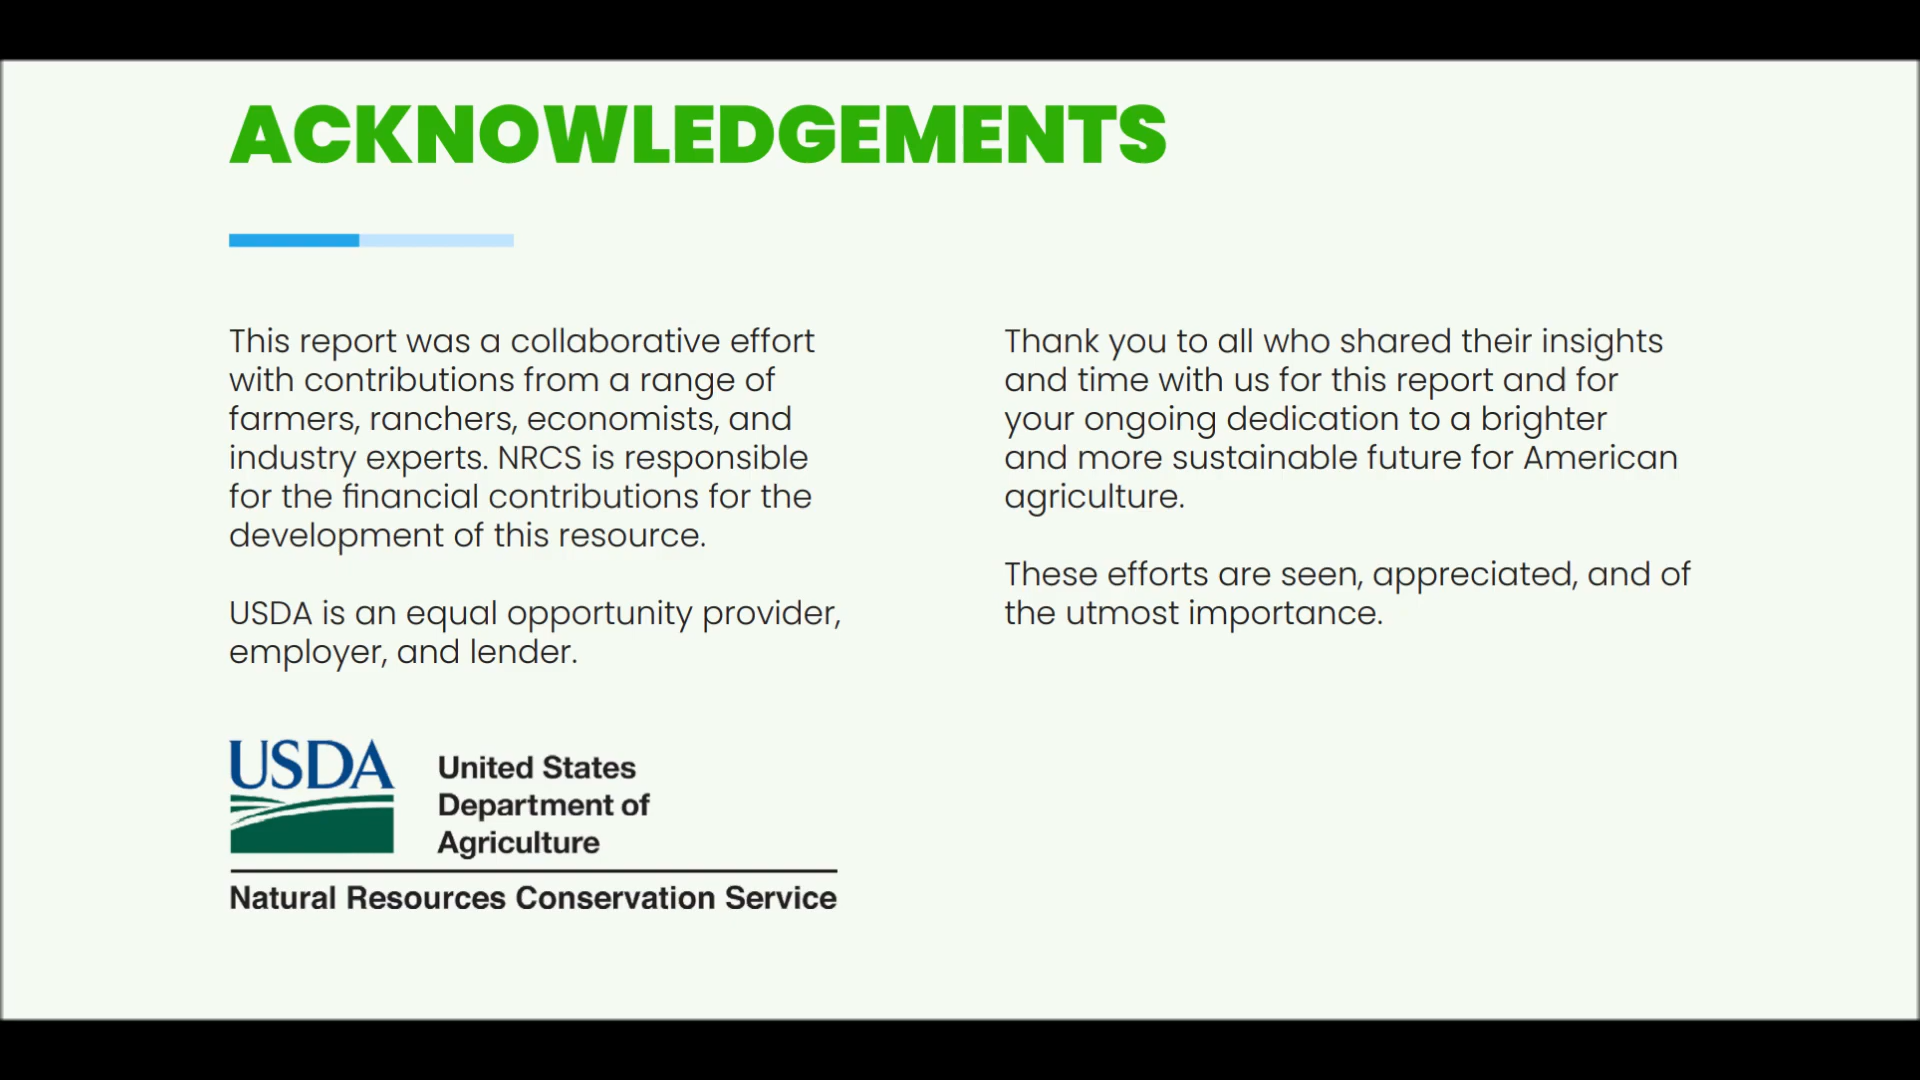 ACKNOWLEDGEMENTS
This report was a collaborative effort
with contributions from a range of
farmers, ranchers, economists, and
industry experts. NRCS is responsible
for the financial contributions for the
development of this resource.
USDA is an equal opportunity provider,
employer, and lender.
Thank you to all who shared their insights
and time with us for this report and for
your ongoing dedication to a brighter
and more sustainable future for American
agriculture.
These efforts are seen, appreciated, and of
the utmost importance.
USDA
United States
Department of
Agriculture
Natural Resources Conservation Service